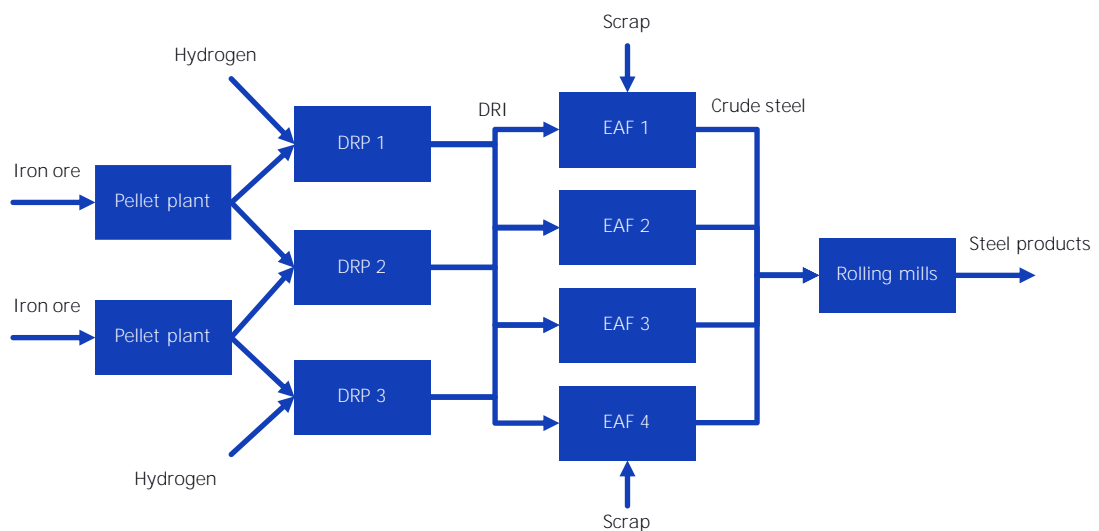 Scrap
Hydrogen
DRI
Crude steel
DRP 1
EAF 1
Iron ore
Pellet plant
EAF 2
DRP 2
Steel products
Rolling mills
Iron ore
Pellet plant
EAF 3
DRP 3
EAF 4
Hydrogen
Scrap